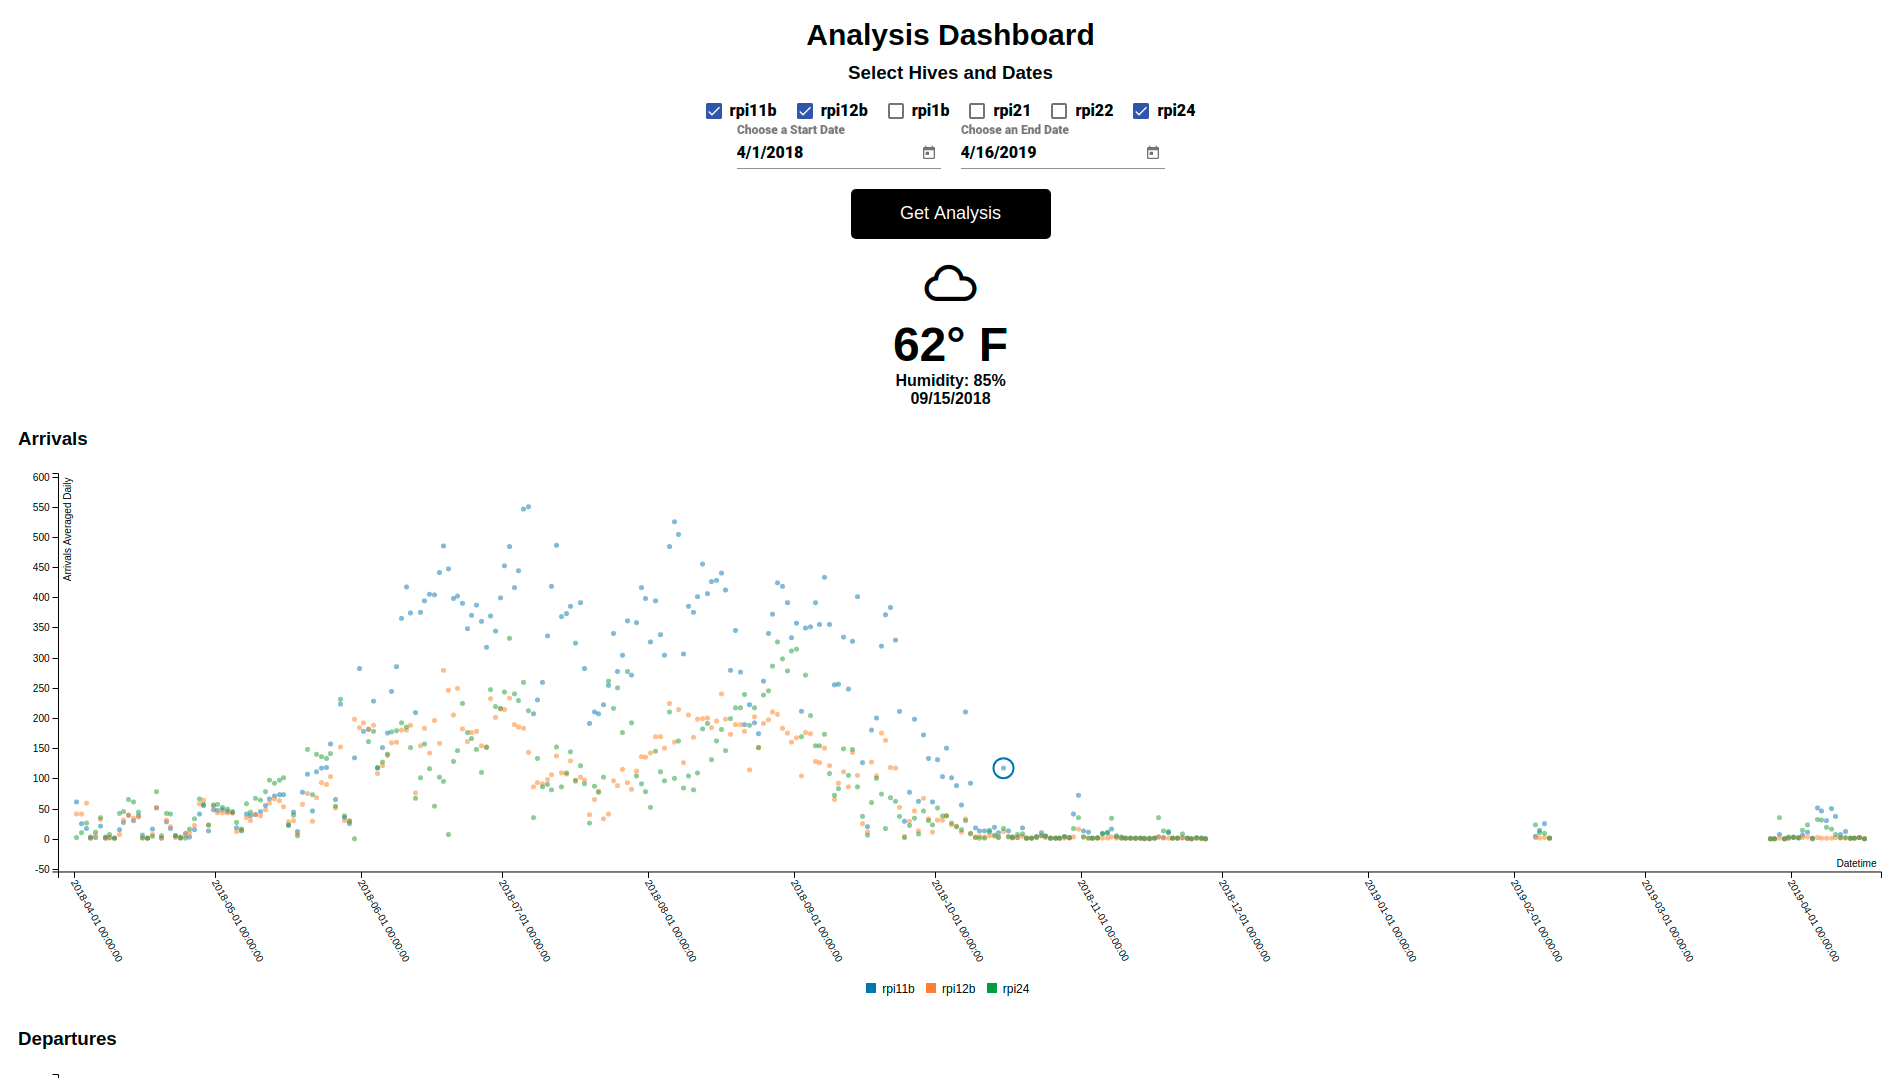 Analysis Dashboard
Select Hives and Dates
rpi11b rpi12b rpi1b rpi21 rpi22 rpi24
Choose a Start Date Choose an End Date
4/1/2018 4/16/2019
Get Analysis
62° F
Humidity: 85%
09/15/2018
Arrivals
600
550
500
450
400
350
300
250
200
150
100
50
0
-50
Arrivals Averaged Daily
Datetime
2018-04-01 00:00:00
2018-05-01 00:00:00
2018-06-01 00:00:00
2018-07-01 00:00:00
2018-08-01 00:00:00
2018-09-01 00:00:00
2018-10-01 00:00:00
2018-11-01 00:00:00
2018-12-01 00:00:00
2019-01-01 00:00:00
2019-02-01 00:00:00
2019-03-01 00:00:00
2019-04-01 00:00:00
rpi11b rpi12b rpi24
Departures